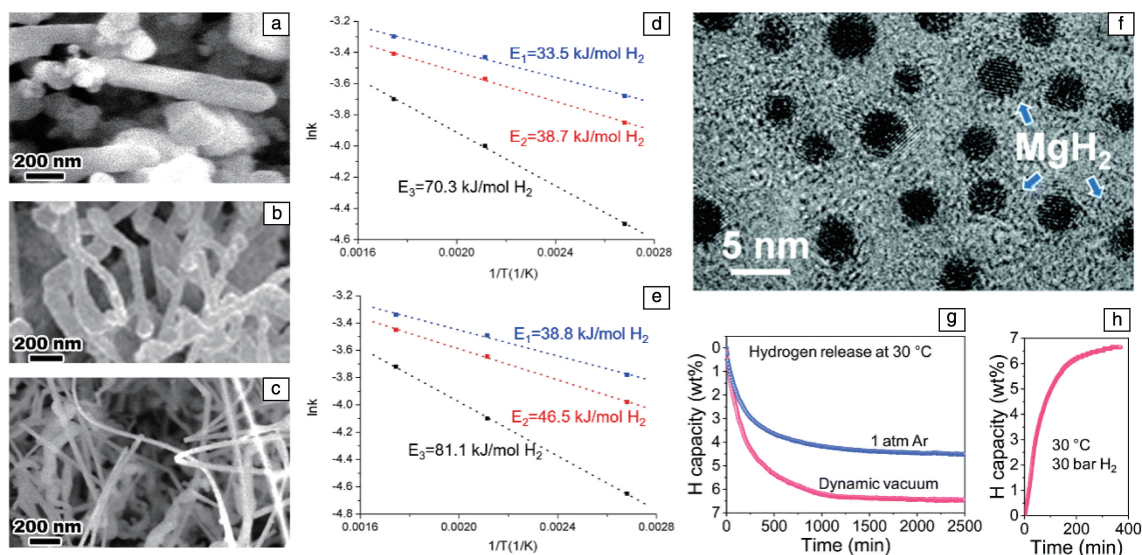 a
200 nm
b
200 nm
c
200 nm
d
lnk
-3.2
-3.4
-3.6
-3.8
-4.0
-4.2
-4.4
-4.6
E₁=33.5 kJ/mol H₂
E₂=38.7 kJ/mol H₂
E₃=70.3 kJ/mol H₂
0.0016 0.0020 0.0024 0.0028
1/T(1/K)
e
lnk
-3.2
-3.4
-3.6
-3.8
-4.0
-4.2
-4.4
-4.6
-4.8
E₁=38.8 kJ/mol H₂
E₂=46.5 kJ/mol H₂
E₃=81.1 kJ/mol H₂
0.0016 0.0020 0.0024 0.0028
1/T(1/K)
f
MgH₂
5 nm
g
H capacity (wt%)
0
1
2
3
4
5
6
Hydrogen release at 30 °C
1 atm Ar
Dynamic vacuum
0 500 1000 1500 2000 2500
Time (min)
h
H capacity (wt%)
7
6
5
4
3
2
1
0
30 °C
30 bar H₂
0 200 400
Time (min)